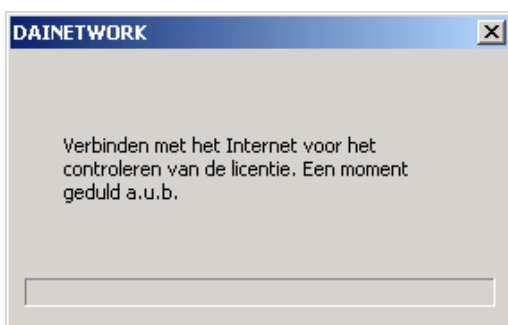 DAINETWORK
Verbinden met het Internet voor het
controleren van de licentie. Een moment
geduld a.u.b.